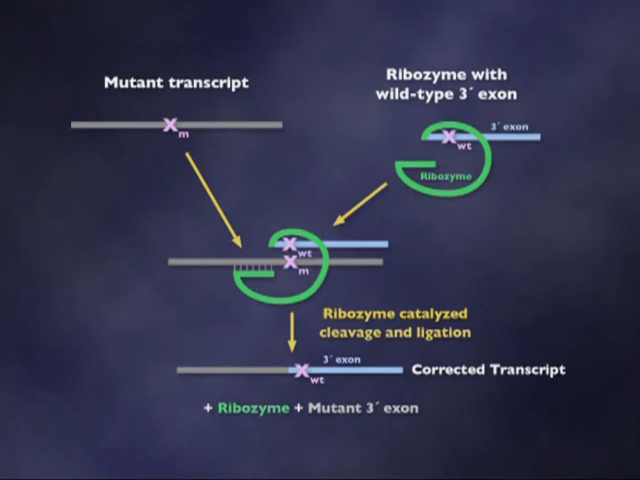 Mutant transcript
Ribozyme with
wild-type 3´ exon
X
m
3´ exon
X
wt
Ribozyme
X
wt
X
m
Ribozyme catalyzed
cleavage and ligation
3´ exon
X
wt
Corrected Transcript
+ Ribozyme + Mutant 3´ exon